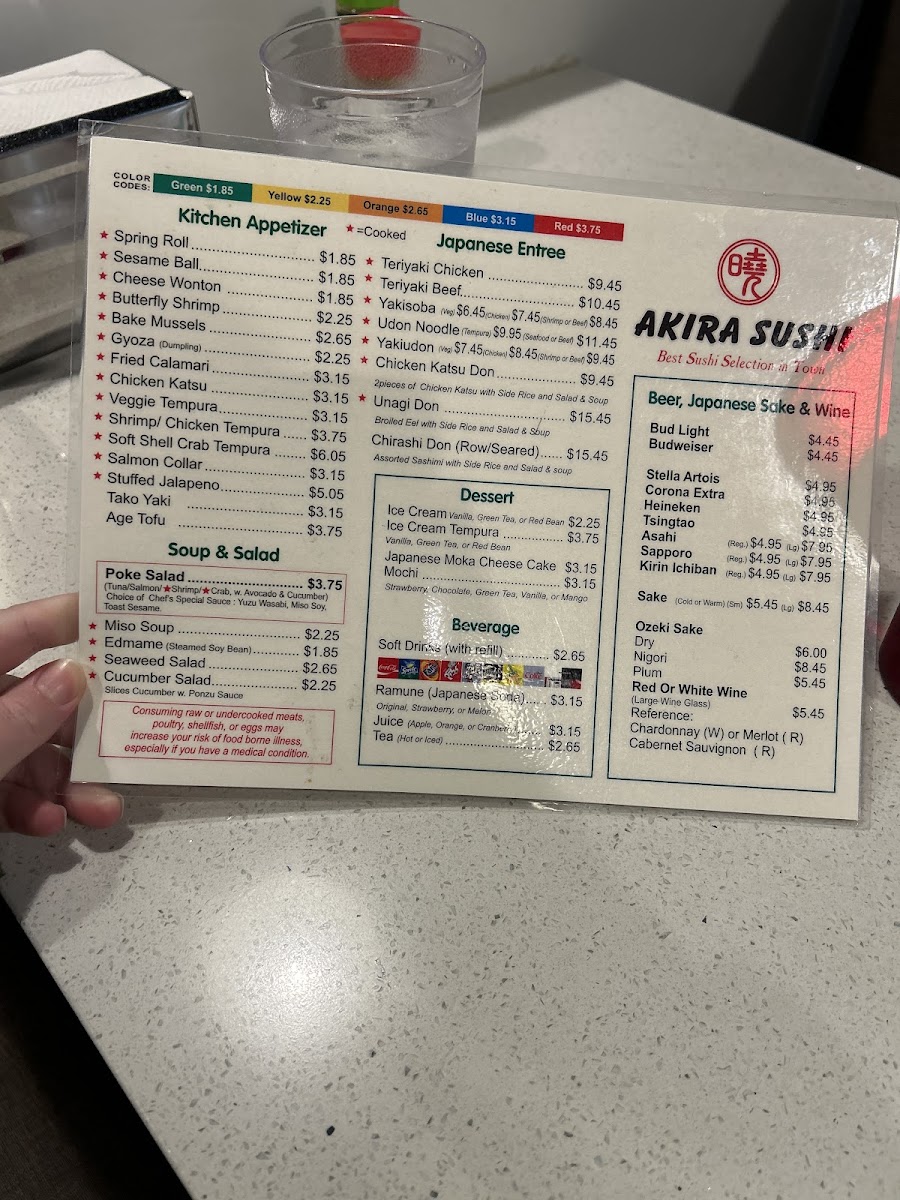 COLOR CODES: Green $1.85 Yellow $2.25 Orange $2.65 Blue $3.15 Red $3.75
Kitchen Appetizer
★=Cooked
★ Spring Roll $1.85
★ Sesame Ball $1.85
★ Cheese Wonton $1.85
★ Butterfly Shrimp $2.25
★ Bake Mussels $2.65
★ Gyoza (Dumpling) $2.25
★ Fried Calamari $3.15
★ Chicken Katsu $3.15
★ Veggie Tempura $3.15
★ Shrimp/ Chicken Tempura $3.75
★ Soft Shell Crab Tempura $6.05
★ Salmon Collar $3.15
★ Stuffed Jalapeno $5.05
Tako Yaki $3.15
Age Tofu $3.75
Soup & Salad
Poke Salad $3.75
(Tuna/Salmon/★Shrimp/★Crab, w. Avocado & Cucumber)
Choice of Chef's Special Sauce : Yuzu Wasabi, Miso Soy,
Toast Sesame.
★ Miso Soup $2.25
★ Edmame (Steamed Soy Bean) $1.85
★ Seaweed Salad $2.65
★ Cucumber Salad $2.25
Slices Cucumber w. Ponzu Sauce
Consuming raw or undercooked meats,
poultry, shellfish, or eggs may
increase your risk of food borne illness,
especially if you have a medical condition.
Japanese Entree
★ Teriyaki Chicken $9.45
★ Teriyaki Beef $10.45
★ Yakisoba (Veg) $6.45 (Chicken) $7.45 (Shrimp or Beef) $8.45
★ Udon Noodle (Tempura) $9.95 (Seafood or Beef) $11.45
★ Yakiudon (Veg) $7.45 (Chicken) $8.45 (Shrimp or Beef) $9.45
★ Chicken Katsu Don $9.45
2pieces of Chicken Katsu with Side Rice and Salad & Soup
★ Unagi Don $15.45
Broiled Eel with Side Rice and Salad & Soup
Chirashi Don (Row/Seared) $15.45
Assorted Sashimi with Side Rice and Salad & soup
Dessert
Ice Cream Vanilla, Green Tea, or Red Bean $2.25
Ice Cream Tempura $3.75
Vanilla, Green Tea, or Red Bean
Japanese Moka Cheese Cake $3.15
Mochi $3.15
Strawberry, Chocolate, Green Tea, Vanilla, or Mango
Beverage
Soft Drinks (with refill) $2.65
Ramune (Japanese Soda) $3.15
Original, Strawberry, or Melon
Juice (Apple, Orange, or Cranberry) $3.15
Tea (Hot or Iced) $2.65
曉
AKIRA SUSHI
Best Sushi Selection in Town
Beer, Japanese Sake & Wine
Bud Light $4.45
Budweiser $4.45
Stella Artois $4.95
Corona Extra $4.95
Heineken $4.95
Tsingtao $4.95
Asahi (Reg.) $4.95 (Lg) $7.95
Sapporo (Reg.) $4.95 (Lg) $7.95
Kirin Ichiban (Reg.) $4.95 (Lg) $7.95
Sake (Cold or Warm) (Sm) $5.45 (Lg) $8.45
Ozeki Sake
Dry $6.00
Nigori $8.45
Plum $5.45
Red Or White Wine
(Large Wine Glass) $5.45
Reference:
Chardonnay (W) or Merlot ( R)
Cabernet Sauvignon ( R)